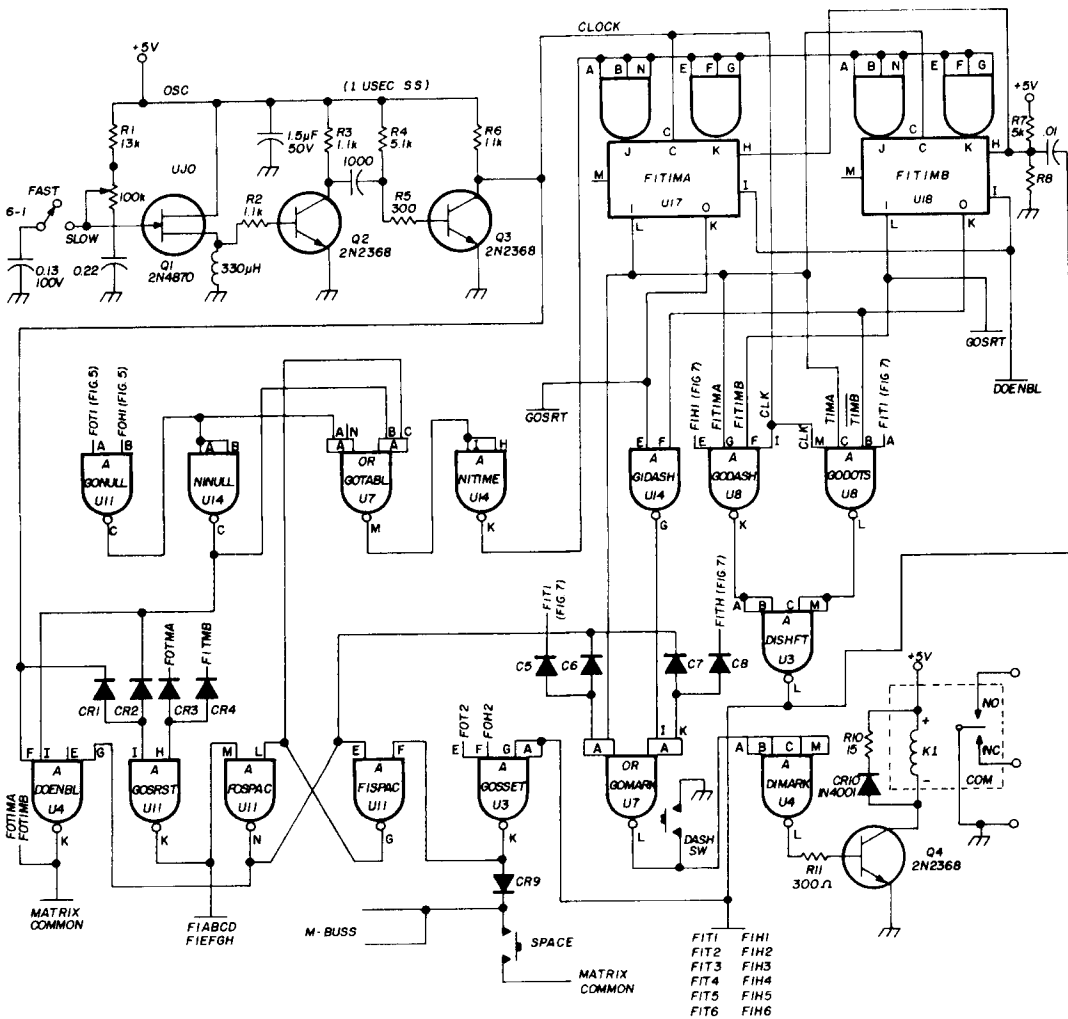 CLOCK
+5V
OSC
(1 USEC SS)
R1
13k
UJO
1.5µF
50V
R3
1.1k
R4
5.1k
R6
1.1k
1000
FAST
6-1
SLOW
100k
R2
1.1k
R5
300
0.13
100V
0.22
Q1
2N4870
330µH
Q2
2N2368
Q3
2N2368
A B N E F G
A B N E F G
J C K H
M FITIMA I
U17
I O
L K
J C K H
M FITIMB I
U18
I O
L K
+5V
R7
5k
.01
R8
GOSRT
GOSRT
DOENBL
FOT1 (FIG.5)
FOH1 (FIG.5)
A B
A
GONULL
U11
C
A B
A
NINULL
U14
C
A N B C
A A
OR
GOTABL
U7
M
I H
A
NITIME
U14
K
E F
A
GIDASH
U14
G
FIH1 (FIG 7)
FITIMA
FITIMB
CLK
E G F I
A
GODASH
U8
K
CLK
TIMA
TIMB
FIT1 (FIG 7)
M C B A
A
GODOTS
U8
L
A B C M
A
DISHFT
U3
L
FOTMA
FITMB
CR1
CR2
CR3
CR4
FIT1 (FIG 7)
C5
C6
C7
C8
FITH (FIG 7)
F I E G
A
DOENBL
U4
K
I H
A
GOSRST
U11
K
M L
A
FOSPAC
U11
N
E F
A
FISPAC
U11
G
FOT2
FOH2
E F G A
A
GOSSET
U3
K
I K
A A
OR
GOMARK
U7
L
DASH
SW
A B C M
A
DIMARK
U4
L
R11
300Ω
+5V
R10
15
CR10
1N4001
+
K1
-
NO
NC
COM
Q4
2N2368
FOTIMA
FOTIMB
MATRIX
COMMON
FIABCD
FIEFGH
CR9
M-BUSS
SPACE
MATRIX
COMMON
FIT1 FIH1
FIT2 FIH2
FIT3 FIH3
FIT4 FIH4
FIT5 FIH5
FIT6 FIH6